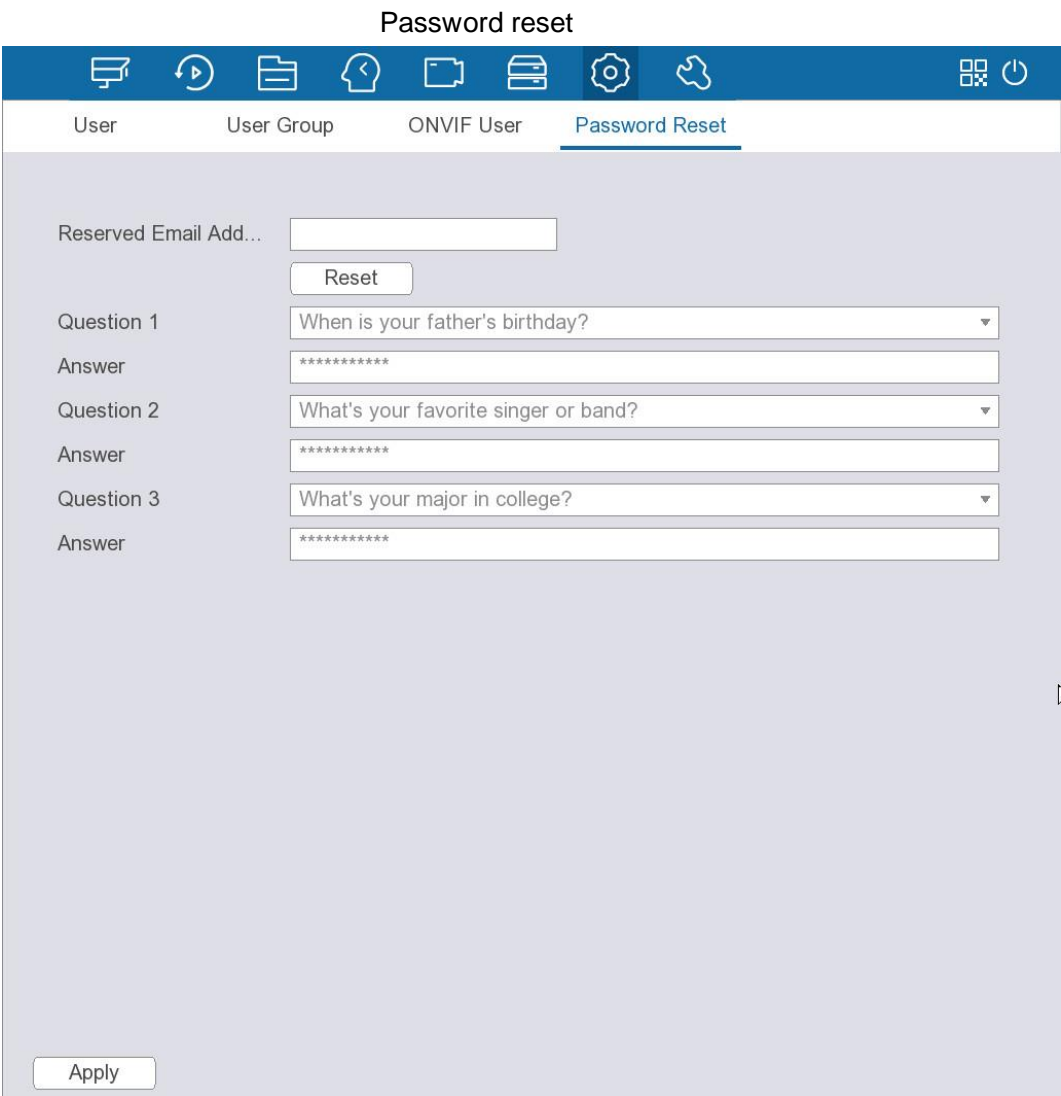 Password reset
User User Group ONVIF User Password Reset
Reserved Email Add...
Reset
Question 1 When is your father's birthday?
Answer ***********
Question 2 What's your favorite singer or band?
Answer ***********
Question 3 What's your major in college?
Answer ***********
Apply